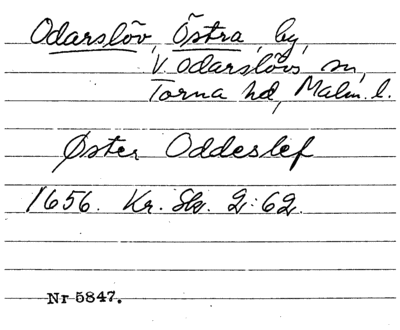 Odarslöv, Östra, by,
V. Odarslövs sn,
Torna hd, Malm. l.
Øster Oddeslef
1656. Kr. Sk. 2:62.
Nr 5847.